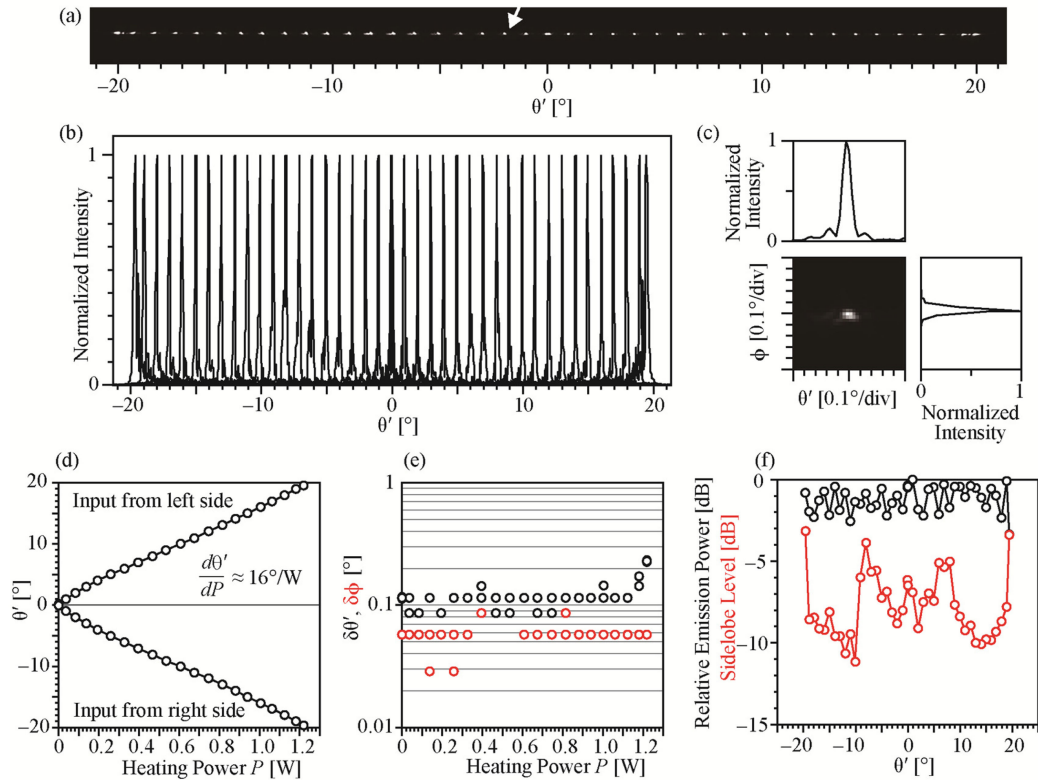 (a)
−20
−10
0
10
20
θ′ [°]
(b)
1
Normalized Intensity
0
−20
−10
0
10
20
θ′ [°]
(c)
1
Normalized
Intensity
0
ϕ [0.1°/div]
θ′ [0.1°/div]
0
1
Normalized
Intensity
(d)
20
10
0
−10
−20
θ′ [°]
Input from left side
dθ′/dP ≈ 16°/W
Input from right side
0
0.2
0.4
0.6
0.8
1.0
1.2
Heating Power P [W]
(e)
1
0.1
0.01
δθ′, δϕ [°]
0
0.2
0.4
0.6
0.8
1.0
1.2
Heating Power P [W]
(f)
0
−5
−10
−15
Relative Emission Power [dB]
Sidelobe Level [dB]
−20
−10
0
10
20
θ′ [°]